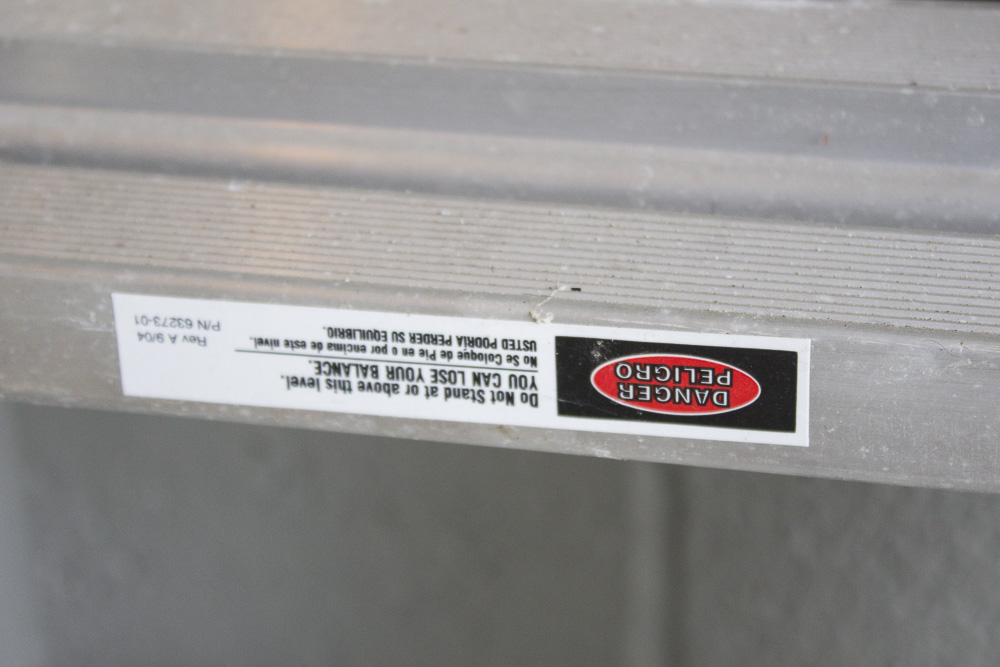 DANGER
PELIGRO
Do Not Stand at or above this level.
YOU CAN LOSE YOUR BALANCE.
No Se Coloque de Pie en o por encima de este nivel.
USTED PODRÍA PERDER SU EQUILIBRIO.
Rev A 9/04
P/N 63273-01